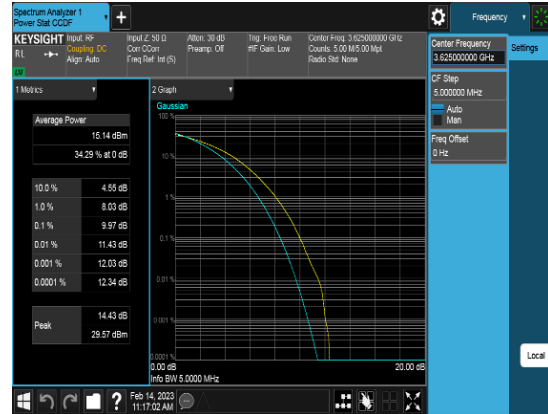 Spectrum Analyzer 1
Power Stat CCDF
Frequency
KEYSIGHT
RL
Input: RF
Coupling: DC
Align: Auto
Input Z: 50 Ω
Corr CCorr
Freq Ref: Int (S)
Atten: 30 dB
Preamp: Off
Trig: Free Run
#IF Gain: Low
Center Freq: 3.625000000 GHz
Counts: 5.00 M/5.00 Mpt
Radio Std: None
Center Frequency
3.625000000 GHz
Settings
CF Step
5.000000 MHz
Auto
Man
Freq Offset
0 Hz
1 Metrics
Average Power
15.14 dBm
34.29 % at 0 dB
10.0 % 4.55 dB
1.0 % 8.03 dB
0.1 % 9.97 dB
0.01 % 11.43 dB
0.001 % 12.03 dB
0.0001 % 12.34 dB
Peak
14.43 dB
29.57 dBm
2 Graph
Gaussian
100 %
10 %
1 %
0.1 %
0.01 %
0.001 %
0.0001 %
0.00 dB
20.00 dB
Info BW 5.0000 MHz
Local
?
Feb 14, 2023
11:17:02 AM